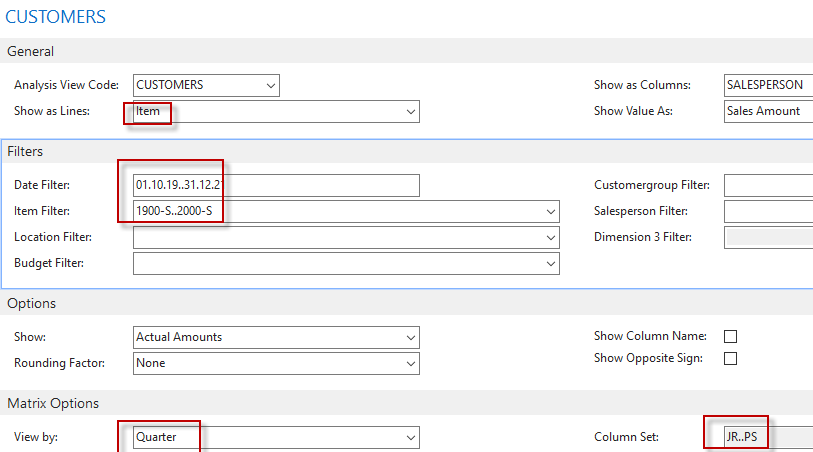 CUSTOMERS
General
Analysis View Code: CUSTOMERS Show as Columns: SALESPERSON
Show as Lines: Item Show Value As: Sales Amount
Filters
Date Filter: 01.10.19..31.12.21 Customergroup Filter:
Item Filter: 1900-S..2000-S Salesperson Filter:
Location Filter: Dimension 3 Filter:
Budget Filter:
Options
Show: Actual Amounts Show Column Name:
Rounding Factor: None Show Opposite Sign:
Matrix Options
View by: Quarter Column Set: JR..PS